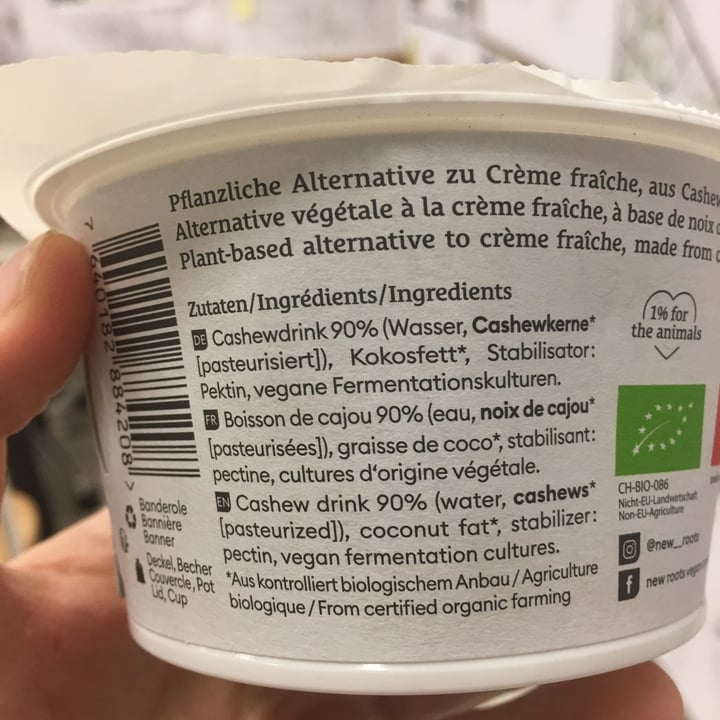 Pflanzliche Alternative zu Crème fraîche, aus
Alternative végétale à la crème fraîche, à base de noix
Plant-based alternative to crème fraîche, made from
Zutaten/Ingrédients/Ingredients
DE Cashewdrink 90% (Wasser, Cashewkerne*
[pasteurisiert]), Kokosfett*, Stabilisator:
Pektin, vegane Fermentationskulturen.
FR Boisson de cajou 90% (eau, noix de cajou*
[pasteurisées]), graisse de coco*, stabilisant:
pectine, cultures d'origine végétale.
EN Cashew drink 90% (water, cashews*
[pasteurized]), coconut fat*, stabilizer:
pectin, vegan fermentation cultures.
*Aus kontrolliert biologischem Anbau / Agriculture
biologique / From certified organic farming
7 640182 884208 >
Banderole
Bannière
Banner
Deckel, Becher
Couvercle, Pot
Lid, Cup
1% for
the animals
CH-BIO-086
Nicht-EU-Landwirtschaft
Non-EU-Agriculture
@new_roots
new roots vegan